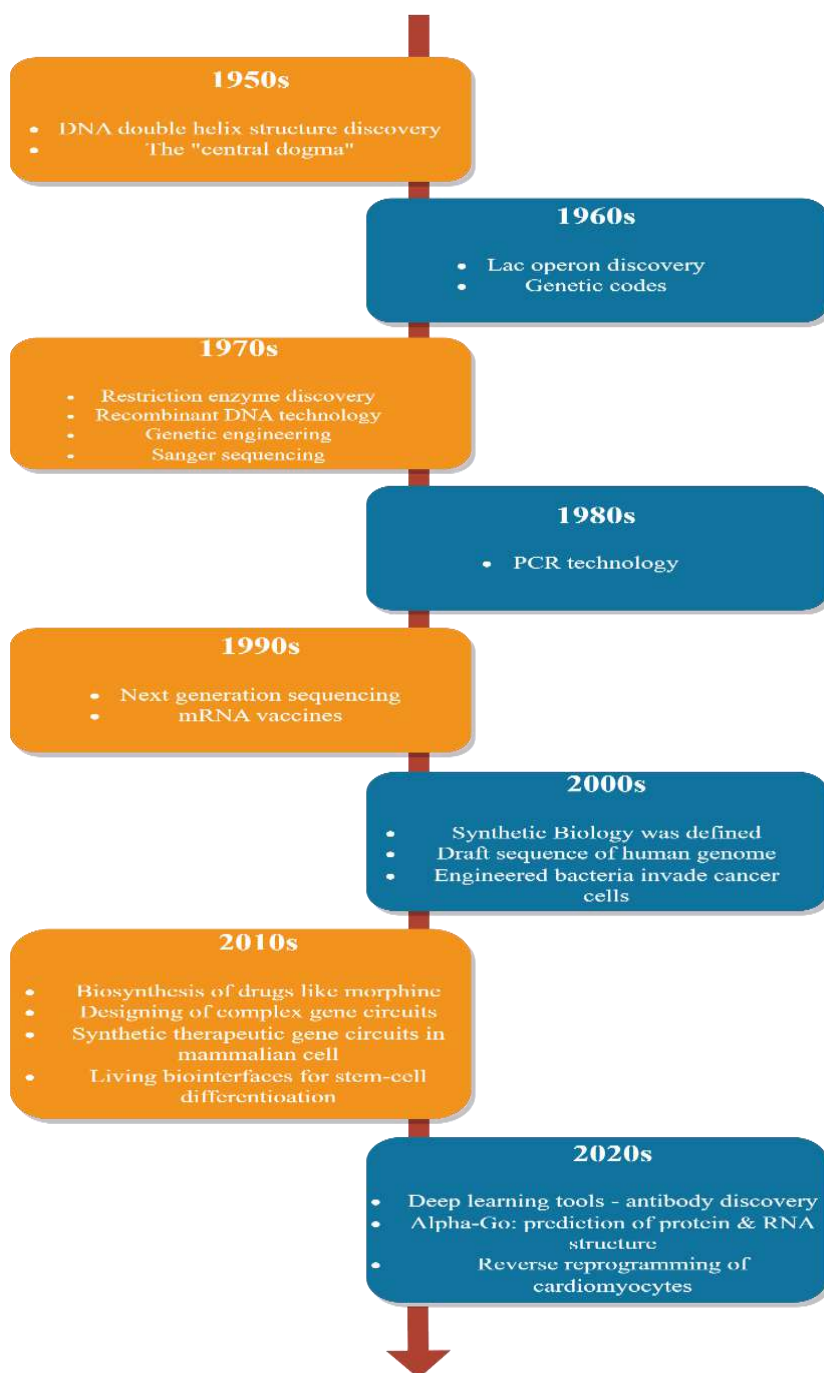 1950s
• DNA double helix structure discovery
• The "central dogma"
1960s
• Lac operon discovery
• Genetic codes
1970s
• Restriction enzyme discovery
• Recombinant DNA technology
• Genetic engineering
• Sanger sequencing
1980s
• PCR technology
1990s
• Next generation sequencing
• mRNA vaccines
2000s
• Synthetic Biology was defined
• Draft sequence of human genome
• Engineered bacteria invade cancer
cells
2010s
• Biosynthesis of drugs like morphine
• Designing of complex gene circuits
• Synthetic therapeutic gene circuits in
mammalian cell
• Living biointerfaces for stem-cell
differentioation
2020s
• Deep learning tools - antibody discovery
• Alpha-Go: prediction of protein & RNA
structure
• Reverse reprogramming of
cardiomyocytes